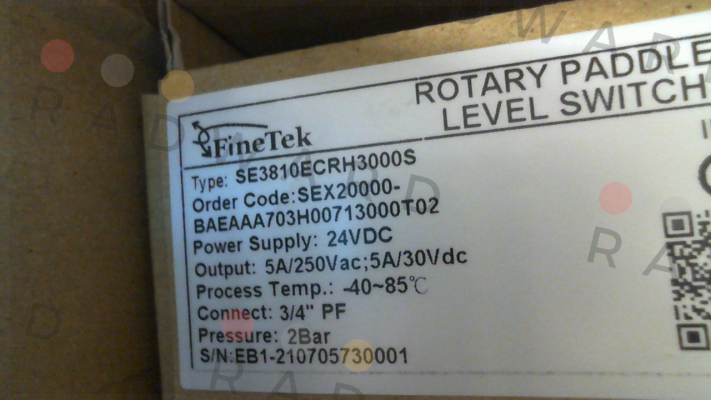 ROTARY PADDLE
LEVEL SWITCH
FineTek
Type: SE3810ECRH3000S
Order Code:SEX20000-
BAEAAA703H00713000T02
Power Supply: 24VDC
Output: 5A/250Vac;5A/30Vdc
Process Temp.: -40~85℃
Connect: 3/4" PF
Pressure: 2Bar
S/N:EB1-210705730001
RADWARD